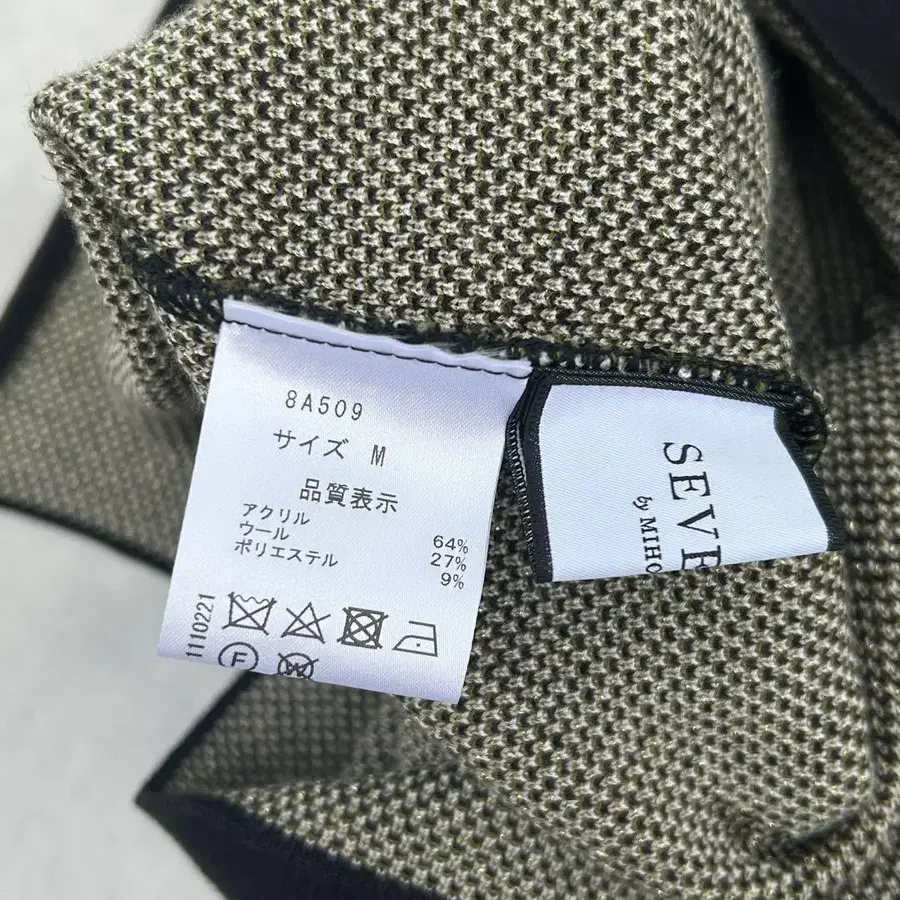 8A509
サイズ M
品質表示
アクリル 64%
ウール 27%
ポリエステル 9%
1110221
F
W
SEVE
by MIHO